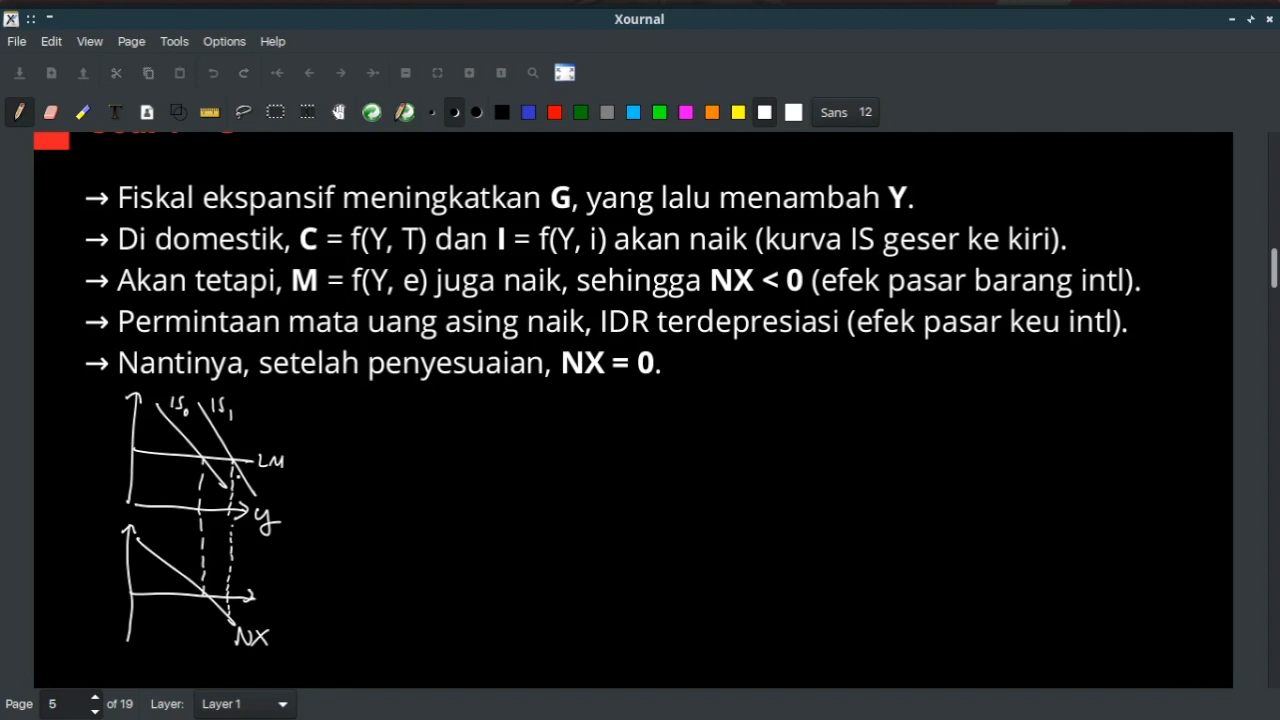 Xournal
File Edit View Page Tools Options Help
Sans 12
→ Fiskal ekspansif meningkatkan G, yang lalu menambah Y.
→ Di domestik, C = f(Y, T) dan I = f(Y, i) akan naik (kurva IS geser ke kiri).
→ Akan tetapi, M = f(Y, e) juga naik, sehingga NX < 0 (efek pasar barang intl).
→ Permintaan mata uang asing naik, IDR terdepresiasi (efek pasar keu intl).
→ Nantinya, setelah penyesuaian, NX = 0.
IS₀ IS₁
LM
y
NX
Page 5 of 19 Layer: Layer 1